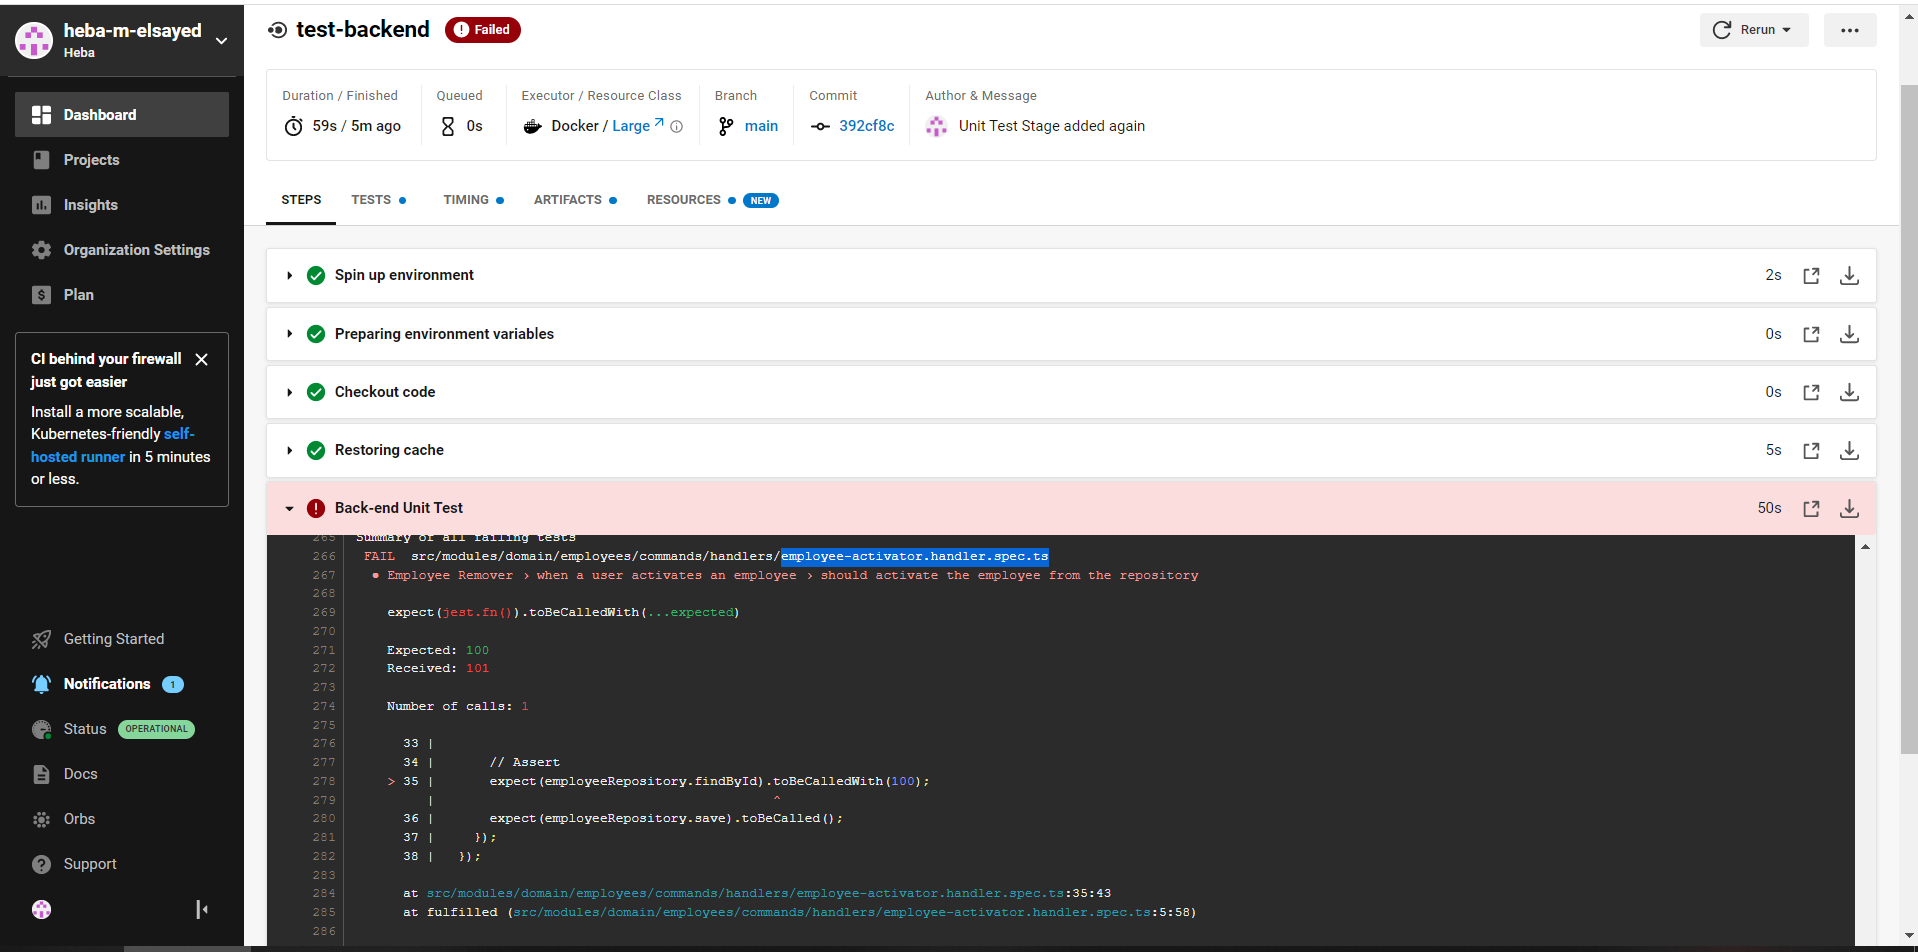 heba-m-elsayed
Heba
Dashboard
Projects
Insights
Organization Settings
Plan
CI behind your firewall
just got easier
Install a more scalable,
Kubernetes-friendly self-
hosted runner in 5 minutes
or less.
Getting Started
Notifications 1
Status OPERATIONAL
Docs
Orbs
Support
test-backend Failed
Rerun
Duration / Finished
59s / 5m ago
Queued
0s
Executor / Resource Class
Docker / Large
Branch
main
Commit
392cf8c
Author & Message
Unit Test Stage added again
STEPS TESTS TIMING ARTIFACTS RESOURCES NEW
Spin up environment 2s
Preparing environment variables 0s
Checkout code 0s
Restoring cache 5s
Back-end Unit Test 50s
265 Summary of all failing tests
266 FAIL src/modules/domain/employees/commands/handlers/employee-activator.handler.spec.ts
267 ● Employee Remover › when a user activates an employee › should activate the employee from the repository
268
269 expect(jest.fn()).toBeCalledWith(...expected)
270
271 Expected: 100
272 Received: 101
273
274 Number of calls: 1
275
276 33 |
277 34 | // Assert
278 > 35 | expect(employeeRepository.findById).toBeCalledWith(100);
279 | ^
280 36 | expect(employeeRepository.save).toBeCalled();
281 37 | });
282 38 | });
283
284 at src/modules/domain/employees/commands/handlers/employee-activator.handler.spec.ts:35:43
285 at fulfilled (src/modules/domain/employees/commands/handlers/employee-activator.handler.spec.ts:5:58)
286